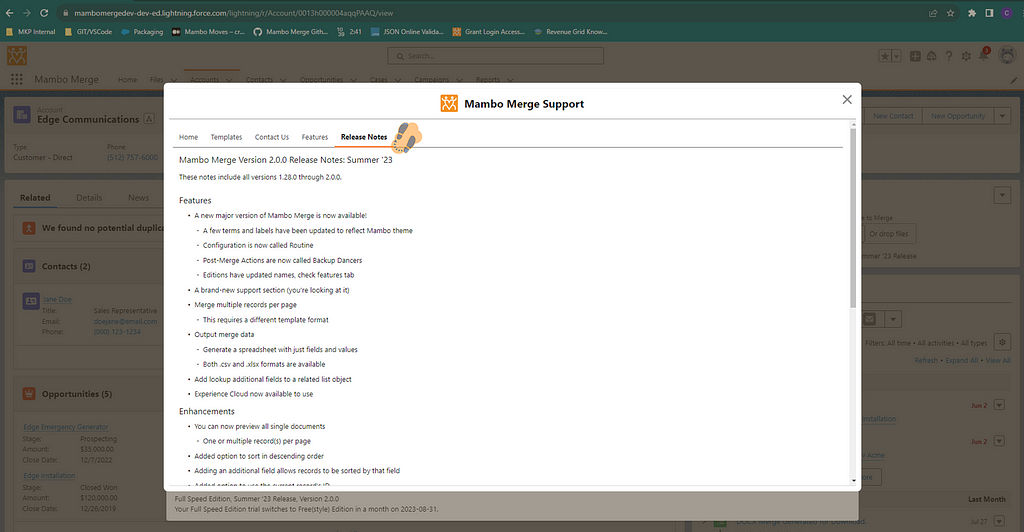 mambomergedev-dev-ed.lightning.force.com/lightning/r/Account/0013h000004aqqPAAQ/view
MKP Internal
GIT/VSCode
Packaging
Mambo Moves – cr...
Mambo Merge Gith...
2:41
JSON Online Valida...
Grant Login Access...
Revenue Grid Know...
Search...
Mambo Merge
Home
Files
Accounts
Contacts
Opportunities
Cases
Campaigns
Reports
Account
Edge Communications
New Contact
New Opportunity
Type
Customer - Direct
Phone
(512) 757-6000
Mambo Merge Support
Home
Templates
Contact Us
Features
Release Notes
Mambo Merge Version 2.0.0 Release Notes: Summer '23
These notes include all versions 1.28.0 through 2.0.0.
Features
• A new major version of Mambo Merge is now available!
- A few terms and labels have been updated to reflect Mambo theme
- Configuration is now called Routine
- Post-Merge Actions are now called Backup Dancers
- Editions have updated names, check features tab
• A brand-new support section (you're looking at it)
• Merge multiple records per page
- This requires a different template format
• Output merge data
- Generate a spreadsheet with just fields and values
- Both .csv and .xlsx formats are available
• Add lookup additional fields to a related list object
• Experience Cloud now available to use
Enhancements
• You can now preview all single documents
- One or multiple record(s) per page
• Added option to sort in descending order
• Adding an additional field allows records to be sorted by that field
• Added option to use the current record's ID
Related
Details
News
We found no potential duplica
Contacts (2)
Jane Doe
Title:
Sales Representative
Email:
doejane@email.com
Phone:
(000) 123-1334
Opportunities (5)
Edge Emergency Generator
Stage:
Prospecting
Amount:
$35,000.00
Close Date:
12/7/2022
Edge Installation
Stage:
Closed Won
Amount:
$120,000.00
Close Date:
12/26/2019
to Merge
Or drop files
mmer '23 Release
Filters: All time • All activities • All types
Refresh • Expand All • View All
Jun 2
nstallation
Jun 2
Acme
ore
Last Month
Full Speed Edition, Summer '23 Release, Version 2.0.0
Your Full Speed Edition trial switches to Free(style) Edition in a month on 2023-08-31.
DOCX Merge Generated for Download.
Jul 27